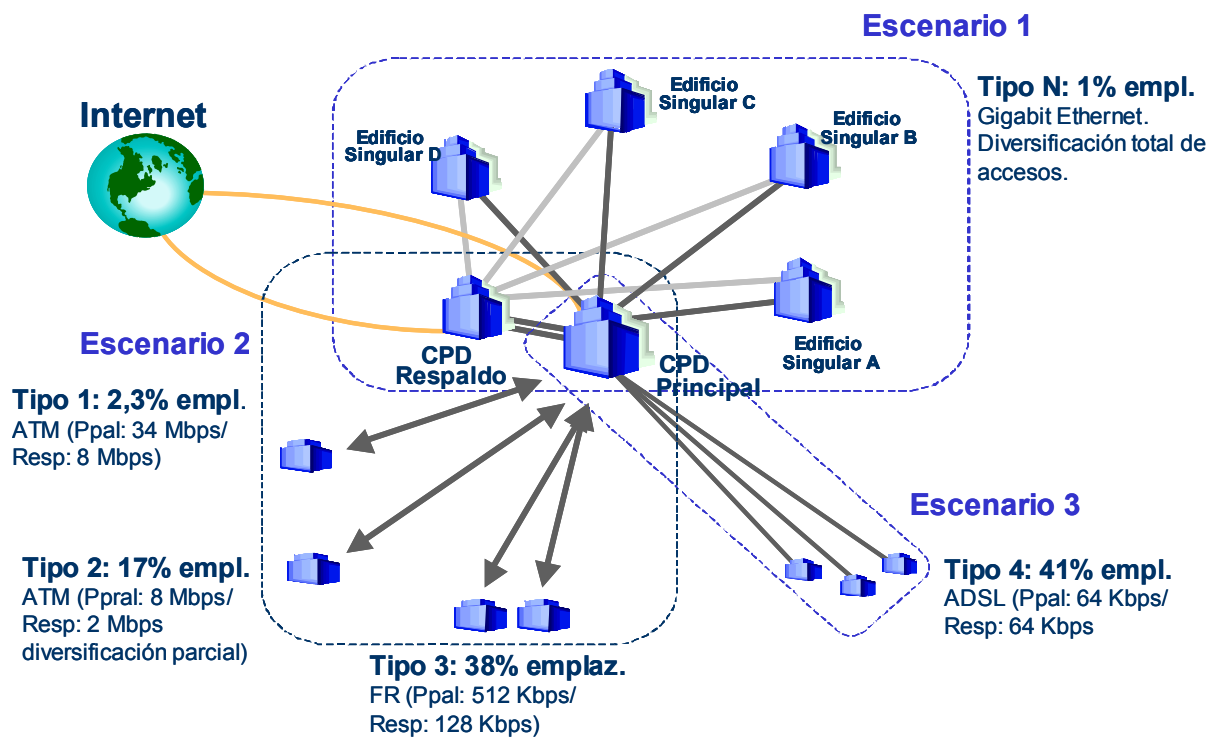 Escenario 1
Tipo N: 1% empl.
Gigabit Ethernet.
Diversificación total de
accesos.
Internet
Edificio
Singular D
Edificio
Singular C
Edificio
Singular B
Edificio
Singular A
CPD
Respaldo
CPD
Principal
Escenario 2
Tipo 1: 2,3% empl.
ATM (Ppal: 34 Mbps/
Resp: 8 Mbps)
Tipo 2: 17% empl.
ATM (Ppral: 8 Mbps/
Resp: 2 Mbps
diversificación parcial)
Tipo 3: 38% emplaz.
FR (Ppal: 512 Kbps/
Resp: 128 Kbps)
Escenario 3
Tipo 4: 41% empl.
ADSL (Ppal: 64 Kbps/
Resp: 64 Kbps